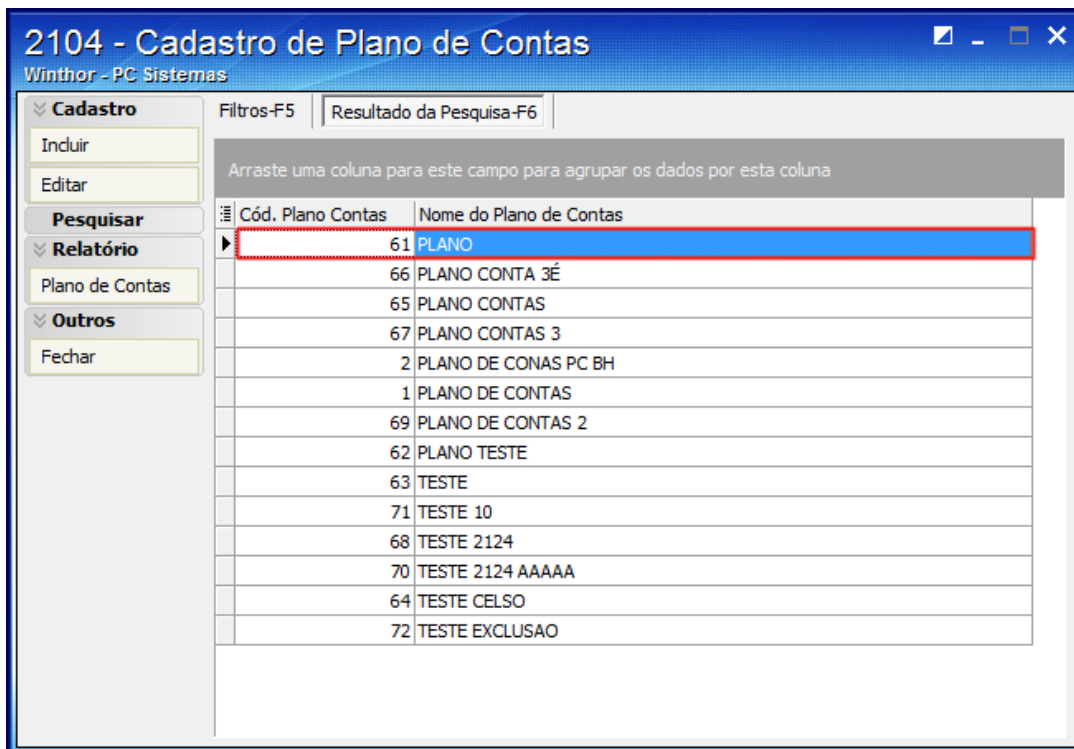 2104 - Cadastro de Plano de Contas
Winthor - PC Sistemas
Cadastro
Incluir
Editar
Pesquisar
Relatório
Plano de Contas
Outros
Fechar
Filtros-F5 Resultado da Pesquisa-F6
Arraste uma coluna para este campo para agrupar os dados por esta coluna
Cód. Plano Contas Nome do Plano de Contas
61 PLANO
66 PLANO CONTA 3É
65 PLANO CONTAS
67 PLANO CONTAS 3
2 PLANO DE CONAS PC BH
1 PLANO DE CONTAS
69 PLANO DE CONTAS 2
62 PLANO TESTE
63 TESTE
71 TESTE 10
68 TESTE 2124
70 TESTE 2124 AAAAA
64 TESTE CELSO
72 TESTE EXCLUSAO